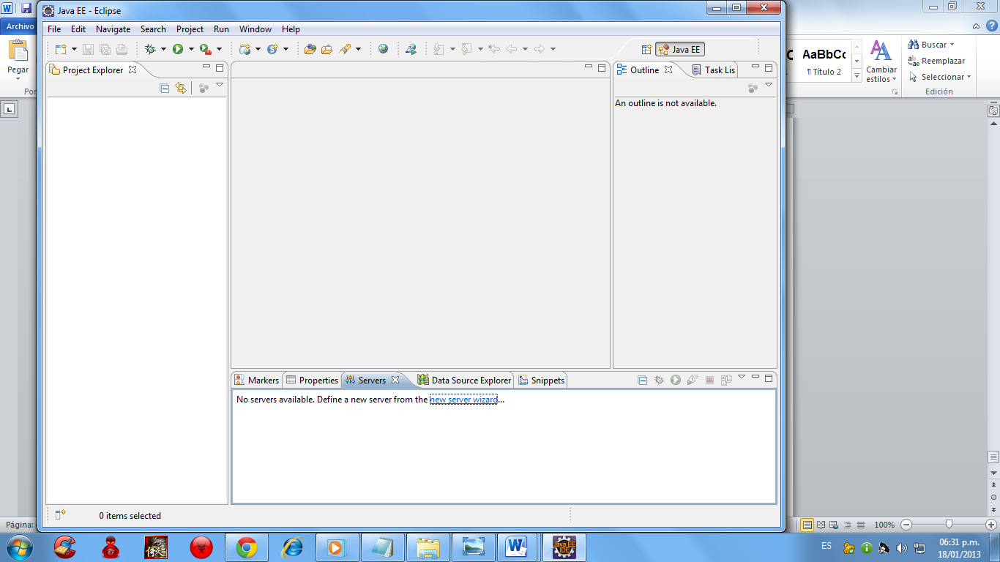 Java EE - Eclipse
Archivo
File Edit Navigate Search Project Run Window Help
Java EE
Pegar
AaBbCc
¶ Título 2
Cambiar estilos
Buscar
Reemplazar
Seleccionar
Edición
Project Explorer
Outline
Task Lis
An outline is not available.
Markers Properties Servers Data Source Explorer Snippets
No servers available. Define a new server from the new server wizard...
0 items selected
Página:
100%
W
Java EE IDE
ES
06:31 p.m.
18/01/2013